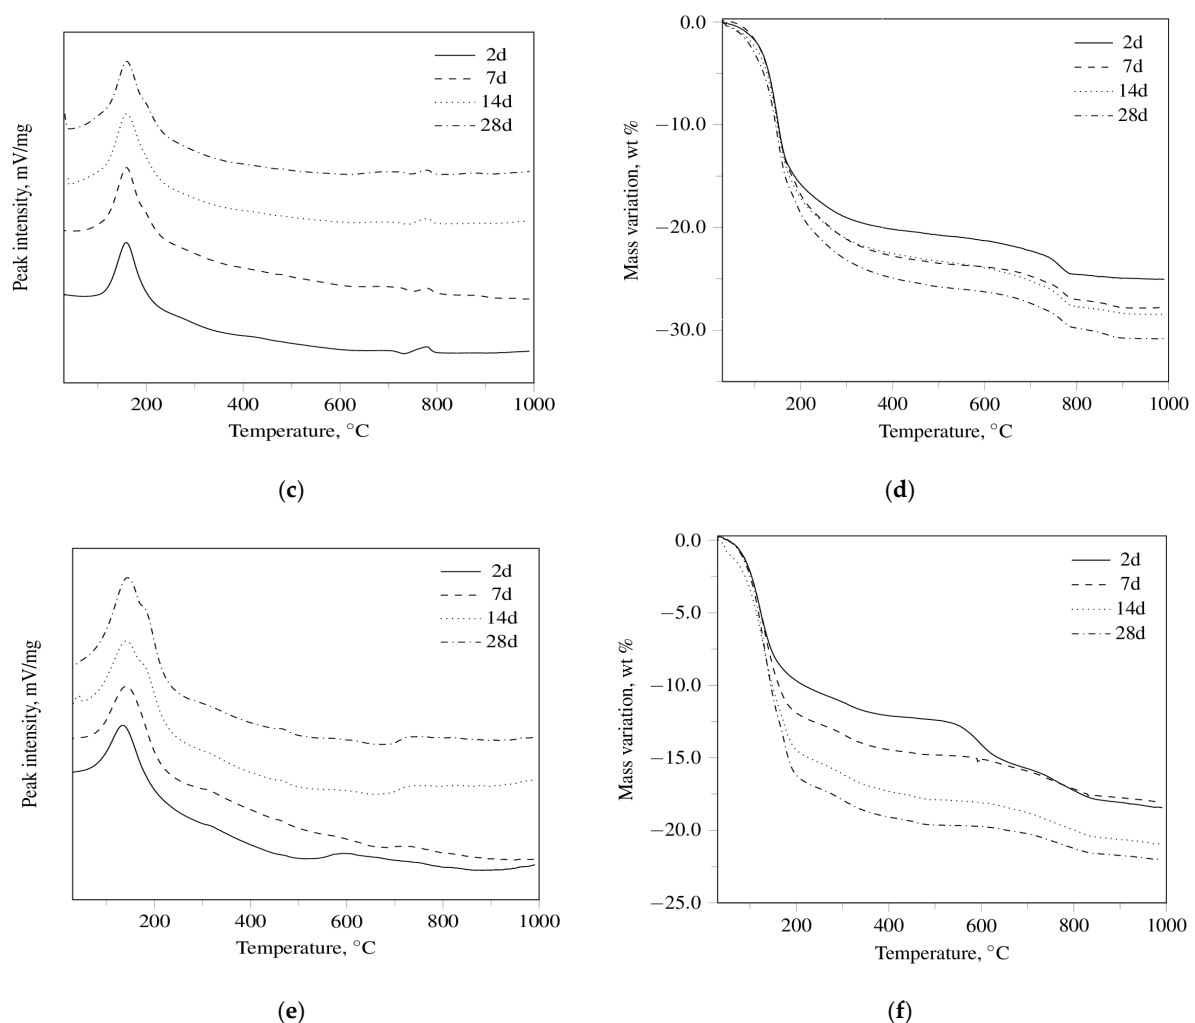 2d
7d
14d
28d
Peak intensity, mV/mg
200
400
600
800
1000
Temperature, °C
(c)
0.0
−10.0
−20.0
−30.0
2d
7d
14d
28d
Mass variation, wt %
200
400
600
800
1000
Temperature, °C
(d)
2d
7d
14d
28d
Peak intensity, mV/mg
200
400
600
800
1000
Temperature, °C
(e)
0.0
−5.0
−10.0
−15.0
−20.0
−25.0
2d
7d
14d
28d
Mass variation, wt %
200
400
600
800
1000
Temperature, °C
(f)